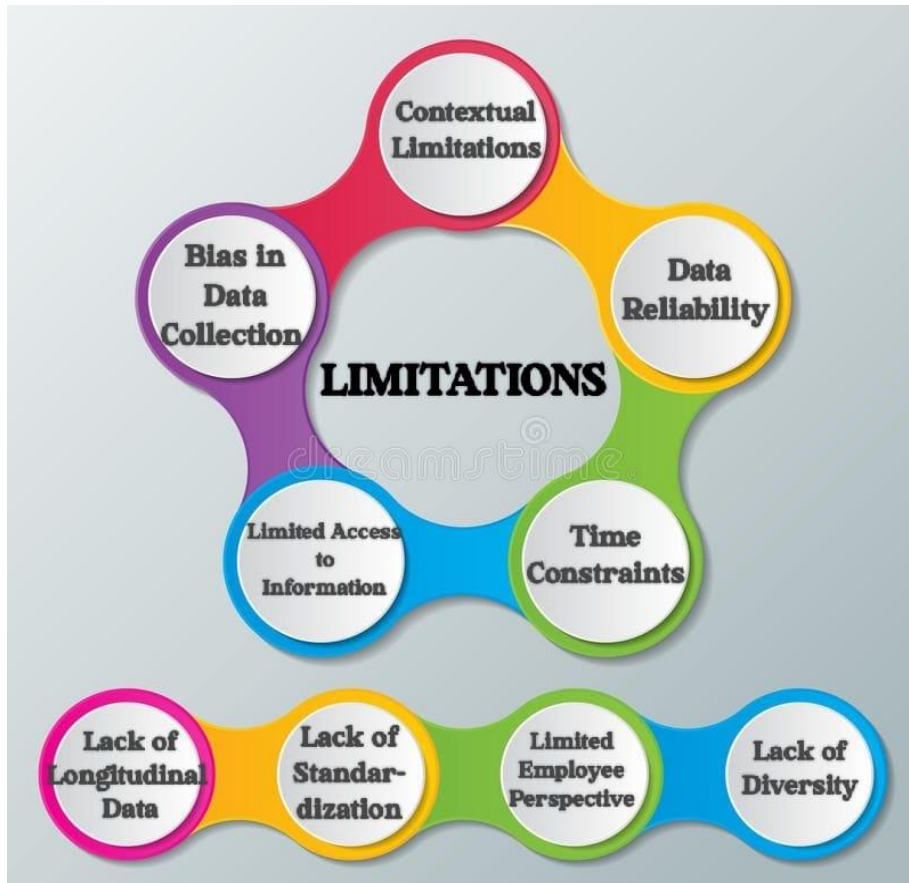 Contextual
Limitations
Bias in
Data
Collection
Data
Reliability
LIMITATIONS
dreamstime
Limited Access
to
Information
Time
Constraints
Lack of
Longitudinal
Data
Lack of
Standar-
dization
Limited
Employee
Perspective
Lack of
Diversity